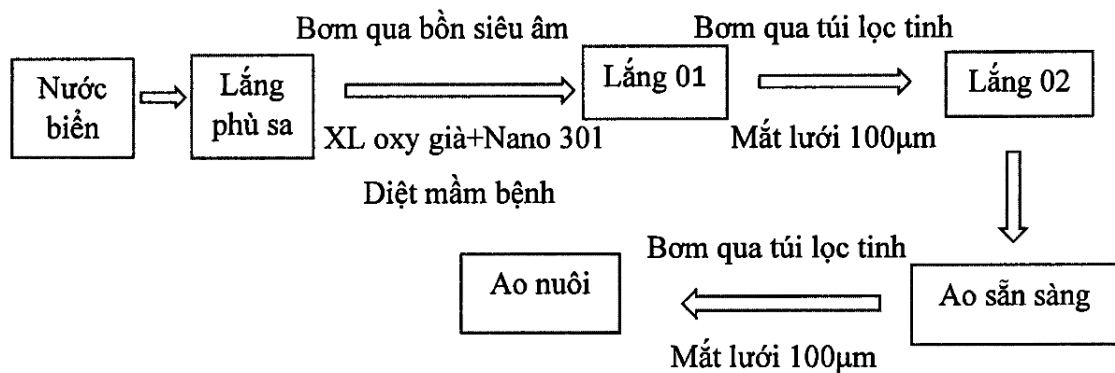 Bơm qua bồn siêu âm
Bơm qua túi lọc tinh
Nước
biển
Lắng
phù sa
Lắng 01
Lắng 02
XL oxy già+Nano 301
Mắt lưới 100µm
Diệt mầm bệnh
Bơm qua túi lọc tinh
Ao nuôi
Ao sẵn sàng
Mắt lưới 100µm